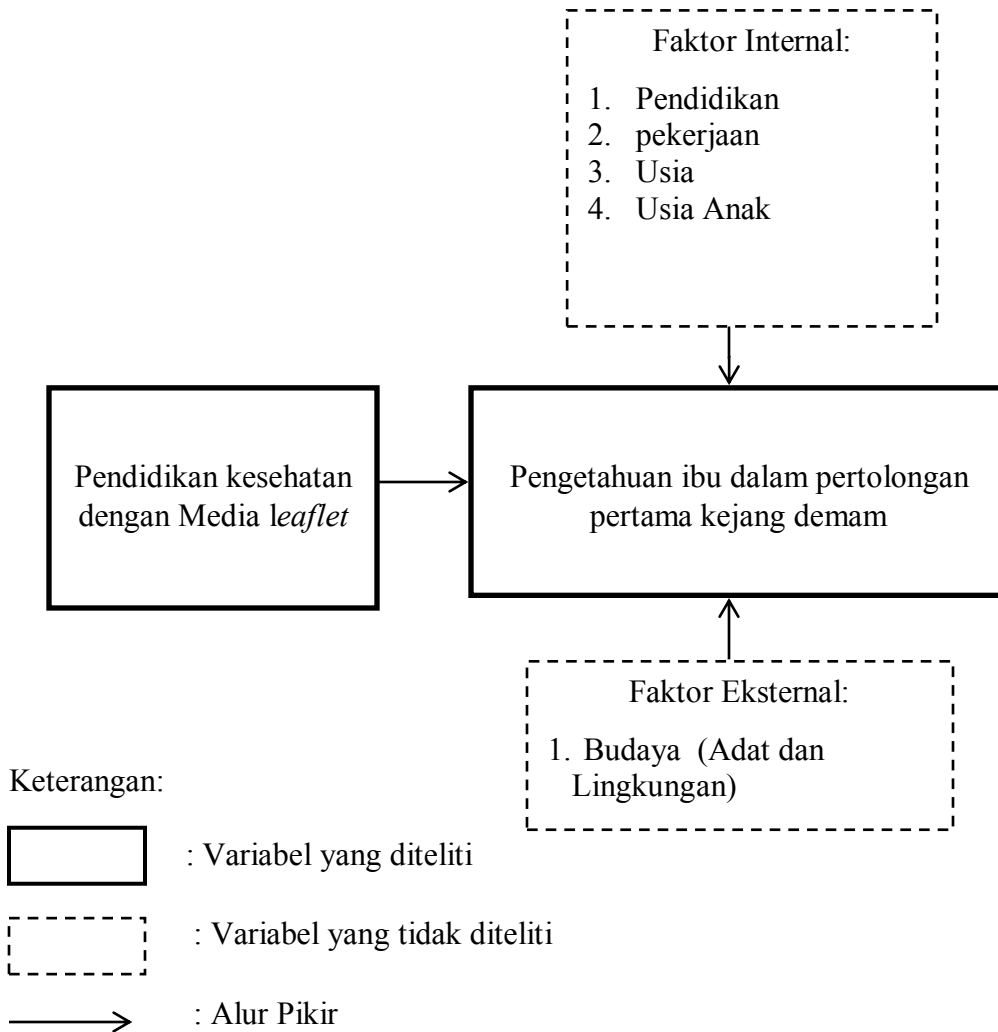 Faktor Internal:
1. Pendidikan
2. pekerjaan
3. Usia
4. Usia Anak
Pendidikan kesehatan
dengan Media leaflet
Pengetahuan ibu dalam pertolongan
pertama kejang demam
Faktor Eksternal:
1. Budaya (Adat dan
Lingkungan)
Keterangan:
: Variabel yang diteliti
: Variabel yang tidak diteliti
: Alur Pikir